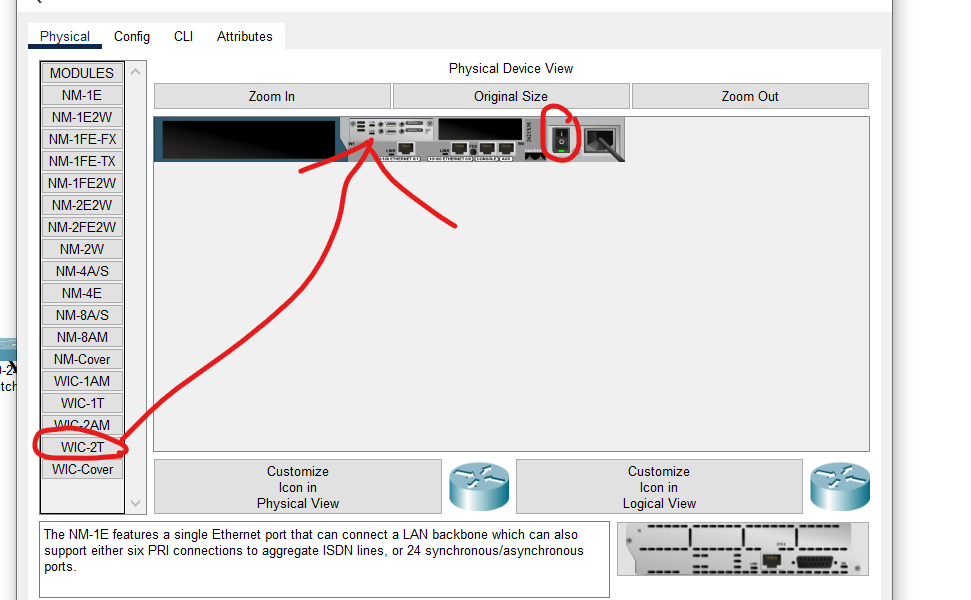 Physical Config CLI Attributes
MODULES
NM-1E
NM-1E2W
NM-1FE-FX
NM-1FE-TX
NM-1FE2W
NM-2E2W
NM-2FE2W
NM-2W
NM-4A/S
NM-4E
NM-8A/S
NM-8AM
NM-Cover
WIC-1AM
WIC-1T
WIC-2AM
WIC-2T
WIC-Cover
Physical Device View
Zoom In Original Size Zoom Out
Customize
Icon in
Physical View
Customize
Icon in
Logical View
The NM-1E features a single Ethernet port that can connect a LAN backbone which can also
support either six PRI connections to aggregate ISDN lines, or 24 synchronous/asynchronous
ports.